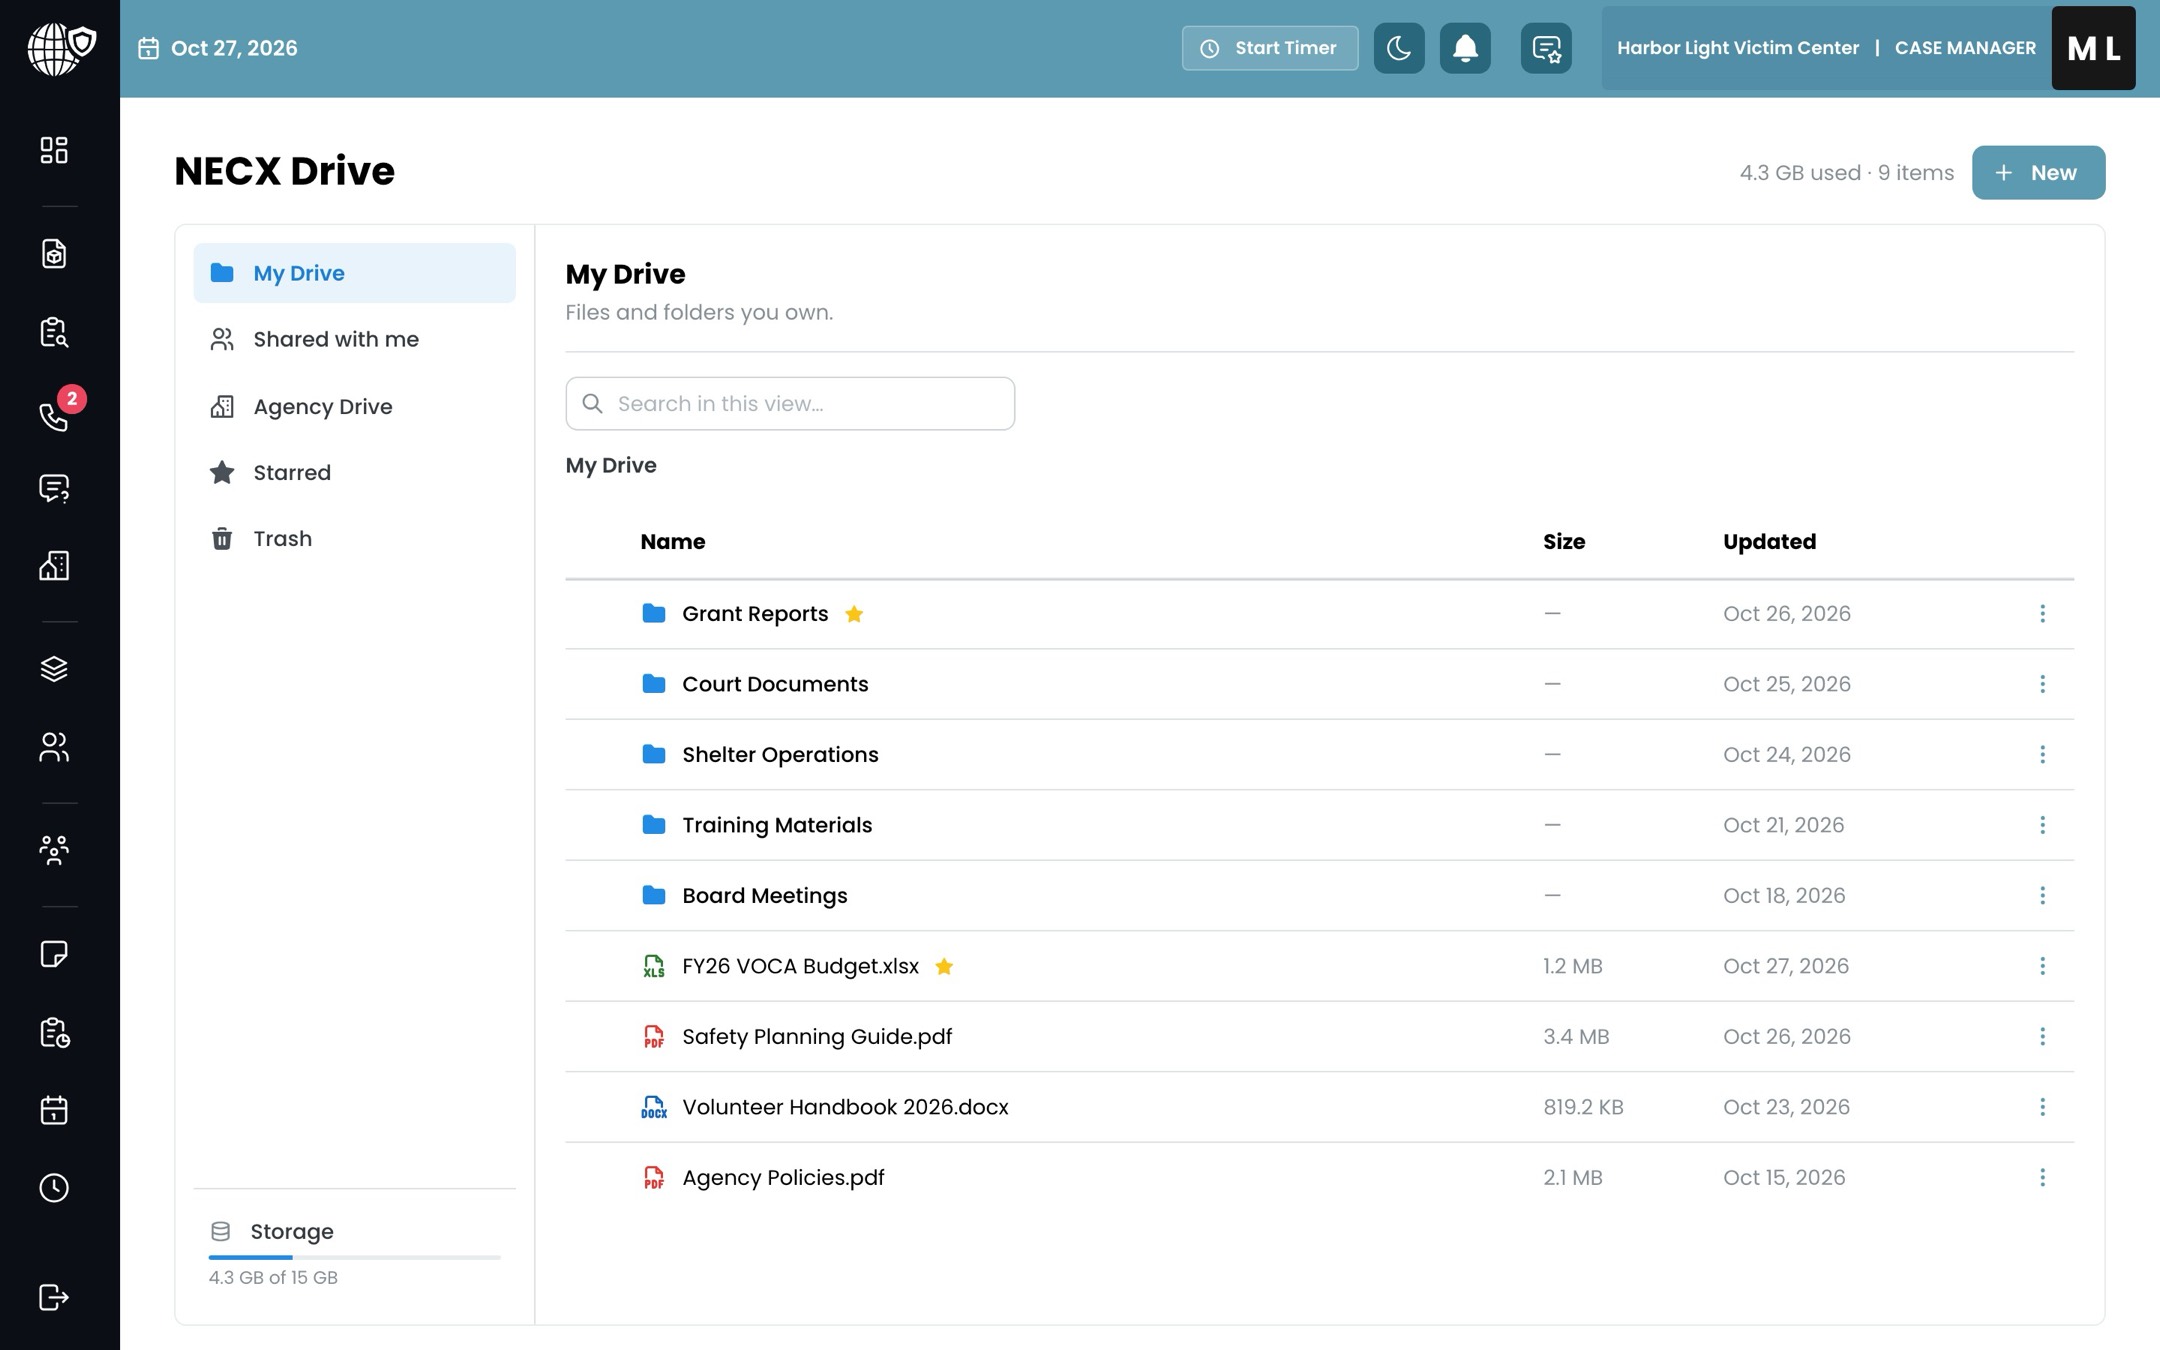 Oct 27, 2026
Start Timer
Harbor Light Victim Center | CASE MANAGER
M L
NECX Drive
4.3 GB used · 9 items
+ New
2
My Drive
Shared with me
Agency Drive
Starred
Trash
Storage
4.3 GB of 15 GB
My Drive
Files and folders you own.
Search in this view...
My Drive
Name Size Updated
Grant Reports — Oct 26, 2026
Court Documents — Oct 25, 2026
Shelter Operations — Oct 24, 2026
Training Materials — Oct 21, 2026
Board Meetings — Oct 18, 2026
XLS FY26 VOCA Budget.xlsx 1.2 MB Oct 27, 2026
PDF Safety Planning Guide.pdf 3.4 MB Oct 26, 2026
DOCX Volunteer Handbook 2026.docx 819.2 KB Oct 23, 2026
PDF Agency Policies.pdf 2.1 MB Oct 15, 2026